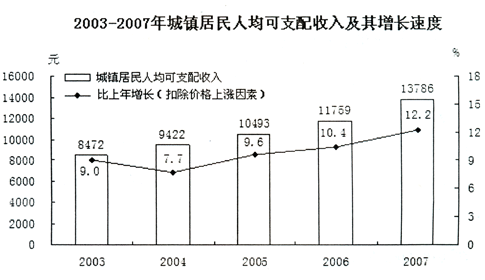 2003-2007年城镇居民人均可支配收入及其增长速度
元 %
城镇居民人均可支配收入
比上年增长（扣除价格上涨因素）
16000 18
14000 15
12000 12
10000 9
8000 6
6000 3
4000 0
2000
0
8472 9422 10493 11759 13786
9.0 7.7 9.6 10.4 12.2
2003 2004 2005 2006 2007